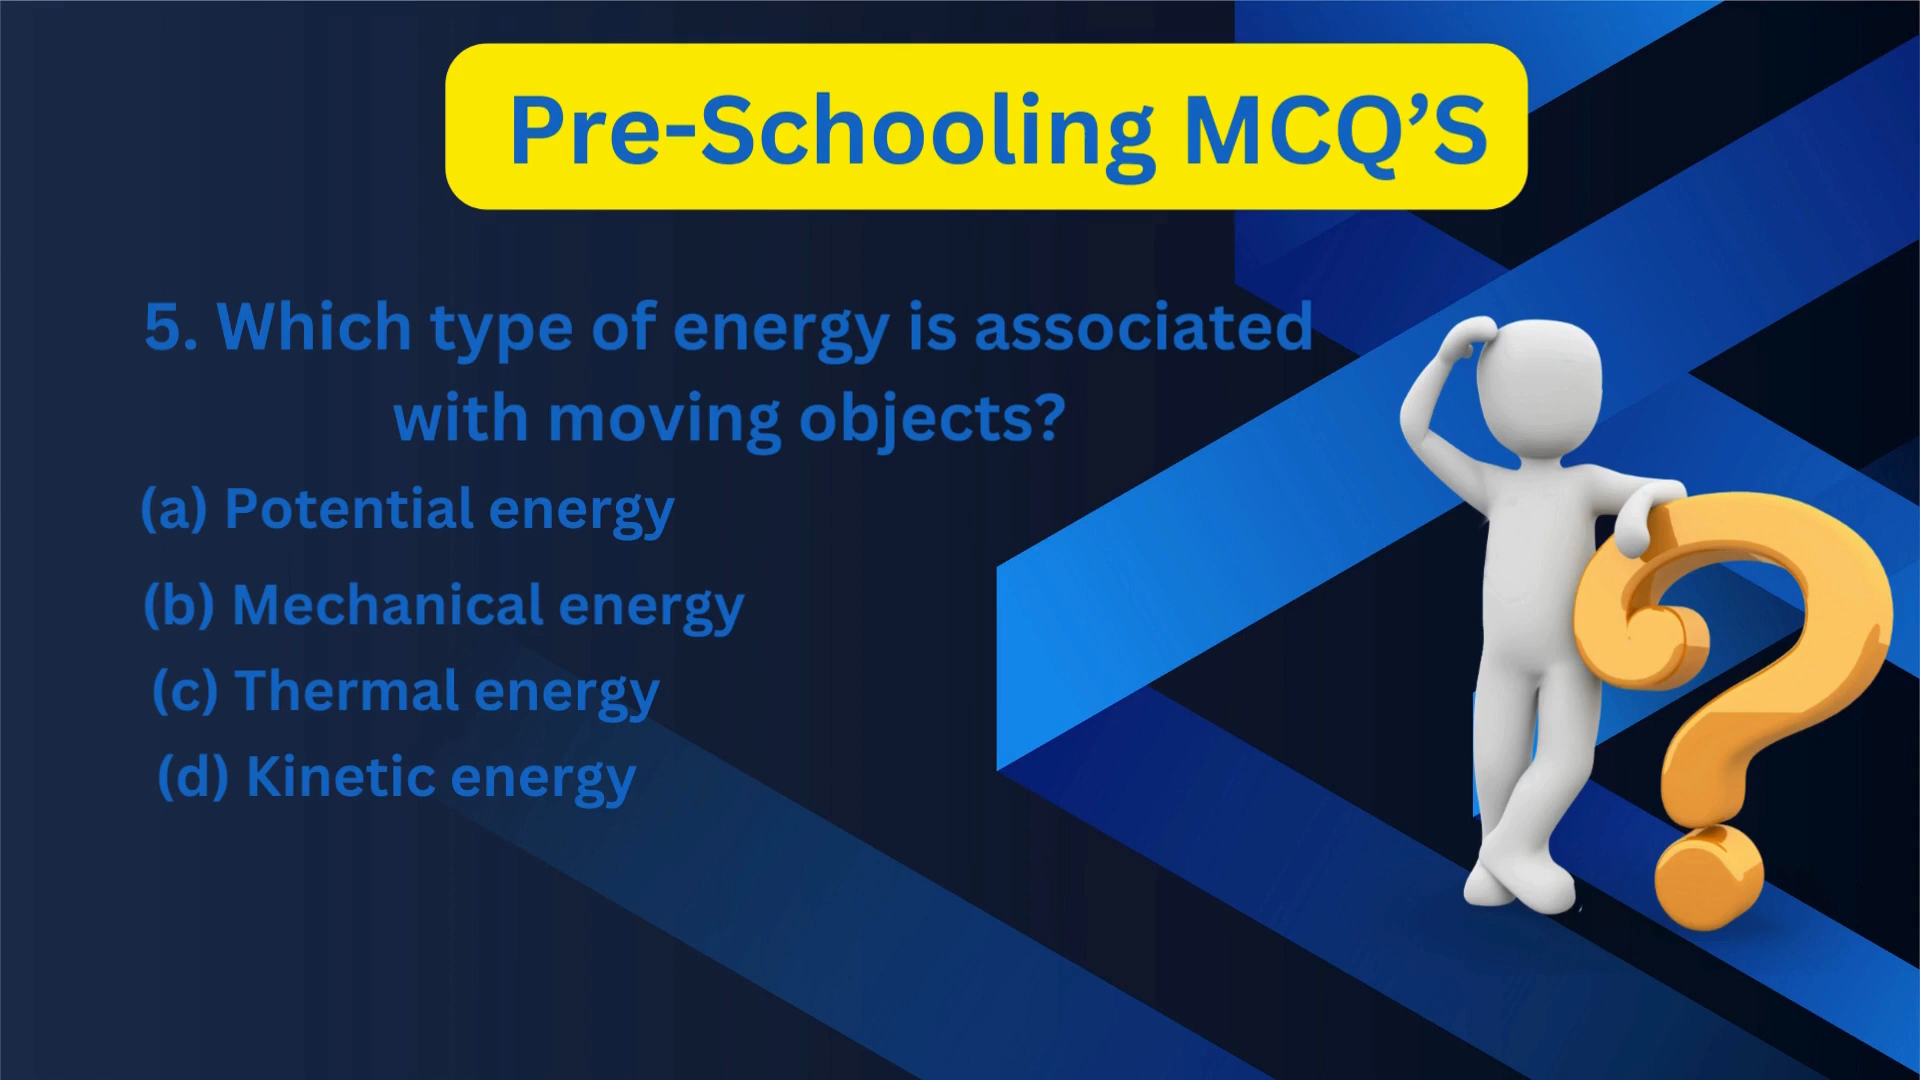 Pre-Schooling MCQ’S
5. Which type of energy is associated
with moving objects?
(a) Potential energy
(b) Mechanical energy
(c) Thermal energy
(d) Kinetic energy